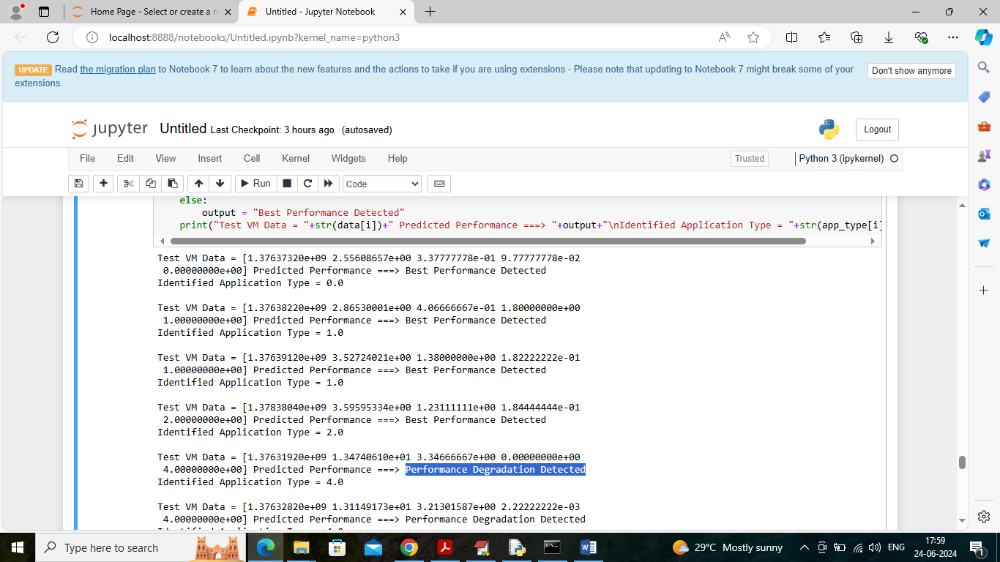 Home Page - Select or create a n
Untitled - Jupyter Notebook
localhost:8888/notebooks/Untitled.ipynb?kernel_name=python3
UPDATE Read the migration plan to Notebook 7 to learn about the new features and the actions to take if you are using extensions - Please note that updating to Notebook 7 might break some of your
extensions.
Don't show anymore
jupyter Untitled Last Checkpoint: 3 hours ago (autosaved)
Logout
File Edit View Insert Cell Kernel Widgets Help
Trusted
Python 3 (ipykernel)
Run
Code
else:
output = "Best Performance Detected"
print("Test VM Data = "+str(data[i])+" Predicted Performance ===> "+output+"\nIdentified Application Type = "+str(app_type[i]
Test VM Data = [1.37637320e+09 2.55608657e+00 3.37777778e-01 9.77777778e-02
0.00000000e+00] Predicted Performance ===> Best Performance Detected
Identified Application Type = 0.0
Test VM Data = [1.37638220e+09 2.86530001e+00 4.06666667e-01 1.80000000e+00
1.00000000e+00] Predicted Performance ===> Best Performance Detected
Identified Application Type = 1.0
Test VM Data = [1.37639120e+09 3.52724021e+00 1.38000000e+00 1.82222222e-01
1.00000000e+00] Predicted Performance ===> Best Performance Detected
Identified Application Type = 1.0
Test VM Data = [1.37838040e+09 3.59595334e+00 1.23111111e+00 1.84444444e-01
2.00000000e+00] Predicted Performance ===> Best Performance Detected
Identified Application Type = 2.0
Test VM Data = [1.37631920e+09 1.34740610e+01 3.34666667e+00 0.00000000e+00
4.00000000e+00] Predicted Performance ===> Performance Degradation Detected
Identified Application Type = 4.0
Test VM Data = [1.37632820e+09 1.31149173e+01 3.21301587e+00 2.22222222e-03
4.00000000e+00] Predicted Performance ===> Performance Degradation Detected
Type here to search
29°C Mostly sunny
ENG
17:59
24-06-2024
1